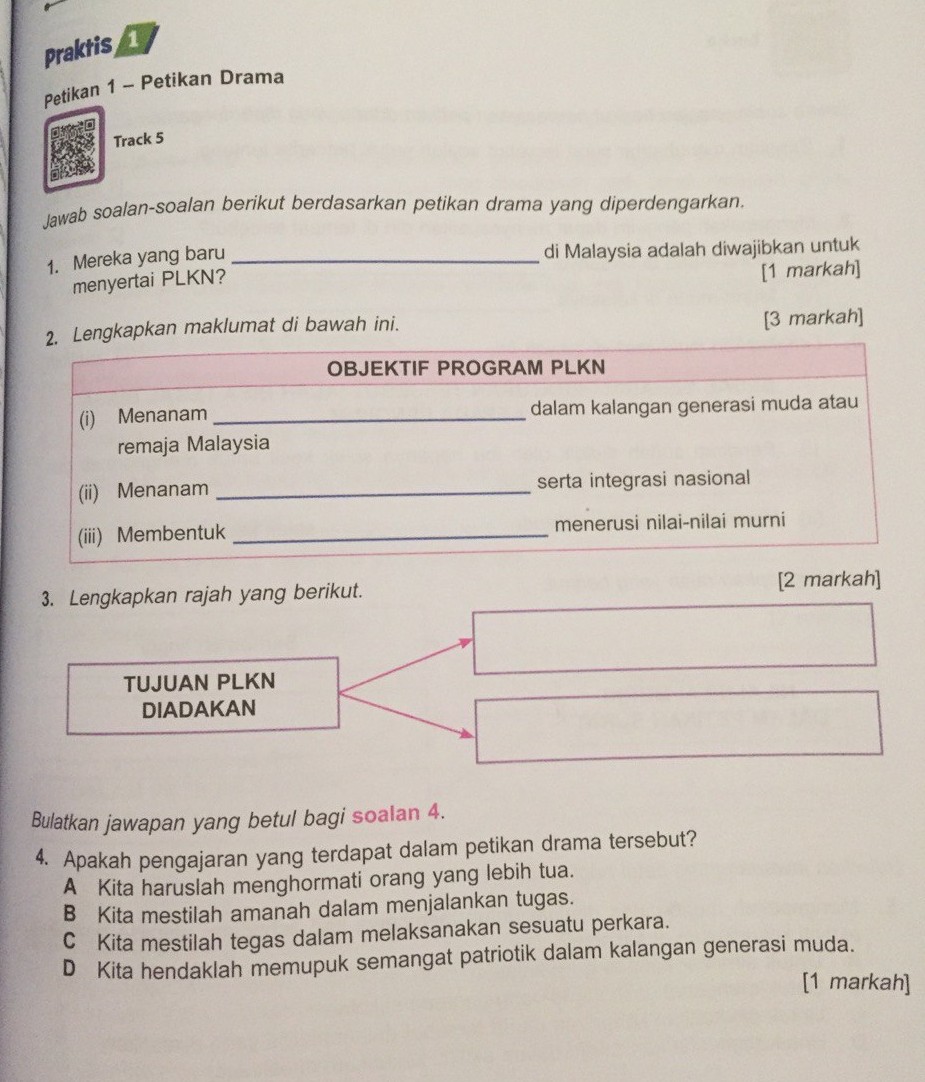 Praktis 1
Petikan 1 – Petikan Drama
Track 5
Jawab soalan-soalan berikut berdasarkan petikan drama yang diperdengarkan.
1. Mereka yang baru ______________ di Malaysia adalah diwajibkan untuk
menyertai PLKN?
[1 markah]
2. Lengkapkan maklumat di bawah ini.
[3 markah]
OBJEKTIF PROGRAM PLKN
(i) Menanam ______________ dalam kalangan generasi muda atau
remaja Malaysia
(ii) Menanam ______________ serta integrasi nasional
(iii) Membentuk ______________ menerusi nilai-nilai murni
3. Lengkapkan rajah yang berikut.
[2 markah]
TUJUAN PLKN
DIADAKAN
Bulatkan jawapan yang betul bagi soalan 4.
4. Apakah pengajaran yang terdapat dalam petikan drama tersebut?
A Kita haruslah menghormati orang yang lebih tua.
B Kita mestilah amanah dalam menjalankan tugas.
C Kita mestilah tegas dalam melaksanakan sesuatu perkara.
D Kita hendaklah memupuk semangat patriotik dalam kalangan generasi muda.
[1 markah]